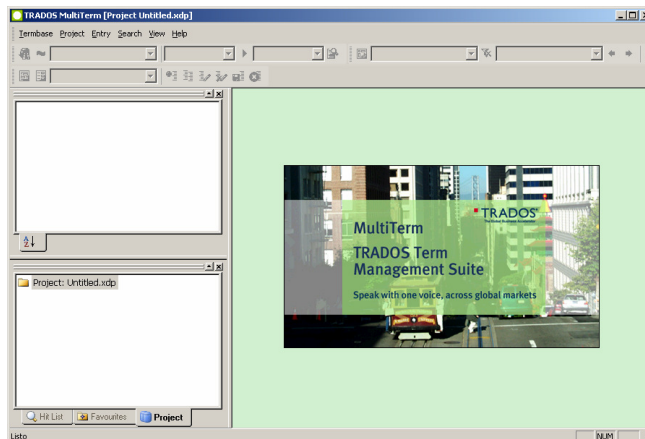 TRADOS MultiTerm [Project Untitled.xdp]
Termbase Project Entry Search View Help
TRADOS
MultiTerm
TRADOS Term
Management Suite
Speak with one voice, across global markets
Project: Untitled.xdp
Hit List Favourites Project
Listo NUM